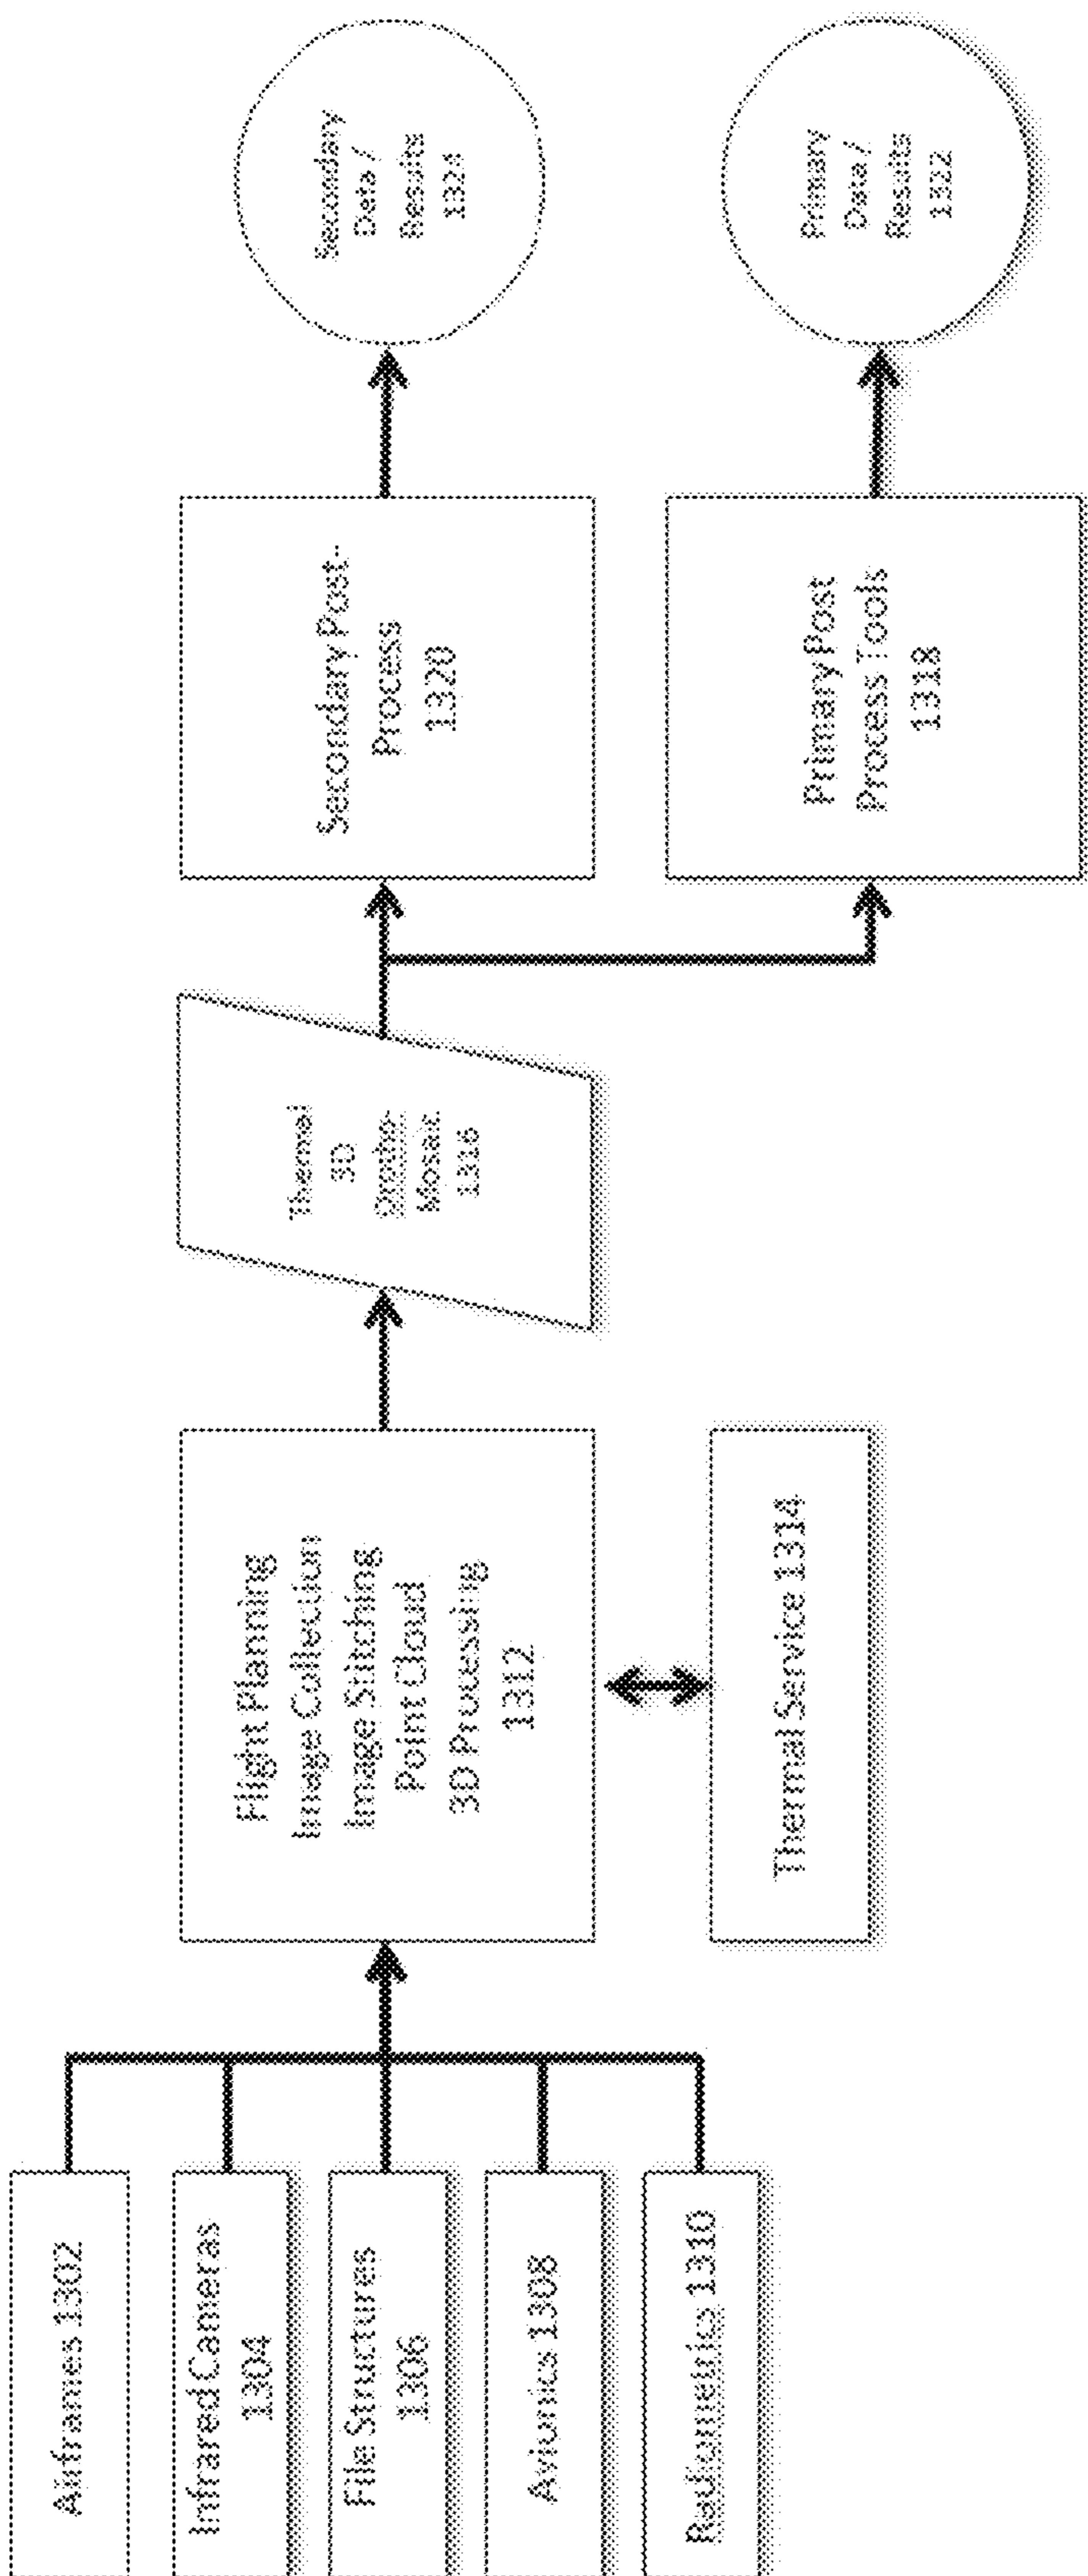 Airframes 1302
Infrared Cameras
1304
File Structures
1306
Avionics 1308
Radiometrics 1310
Flight Planning
Image Collection
Image Stitching
Point Cloud
3D Processing
1312
Thermal Service 1314
Thermal
3D
Ortho-
Mosaic
1316
Secondary Post-
Process
1320
Primary Post
Process Tools
1318
Secondary
Data /
Results
1324
Primary
Data /
Results
1322